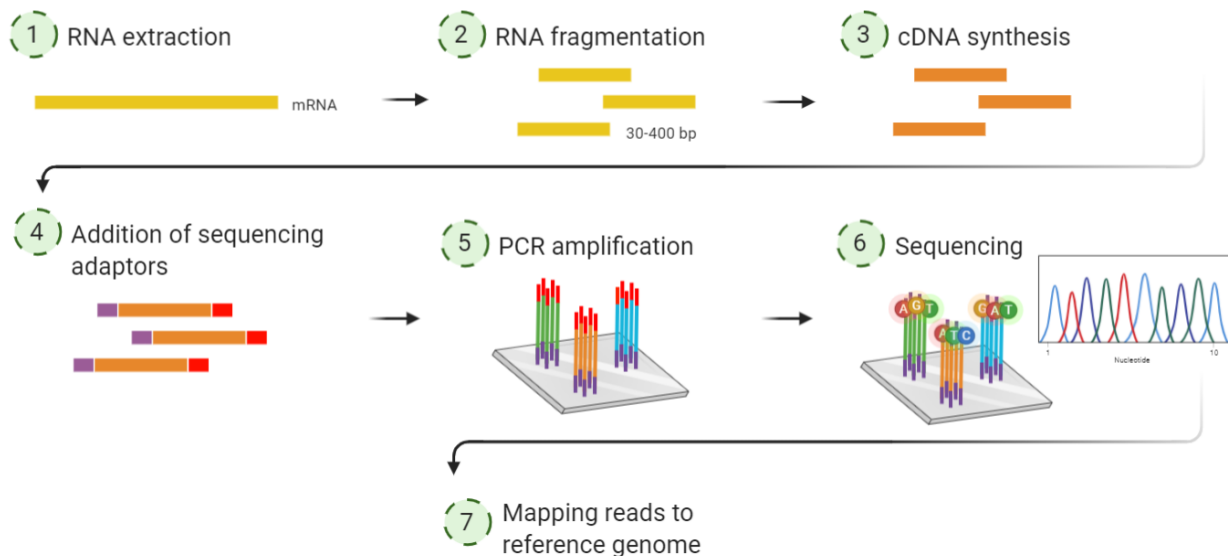 1 RNA extraction
mRNA
2 RNA fragmentation
30-400 bp
3 cDNA synthesis
4 Addition of sequencing
adaptors
5 PCR amplification
6 Sequencing
A G T
A T C
G A T
1 10
Nucleotide
7 Mapping reads to
reference genome